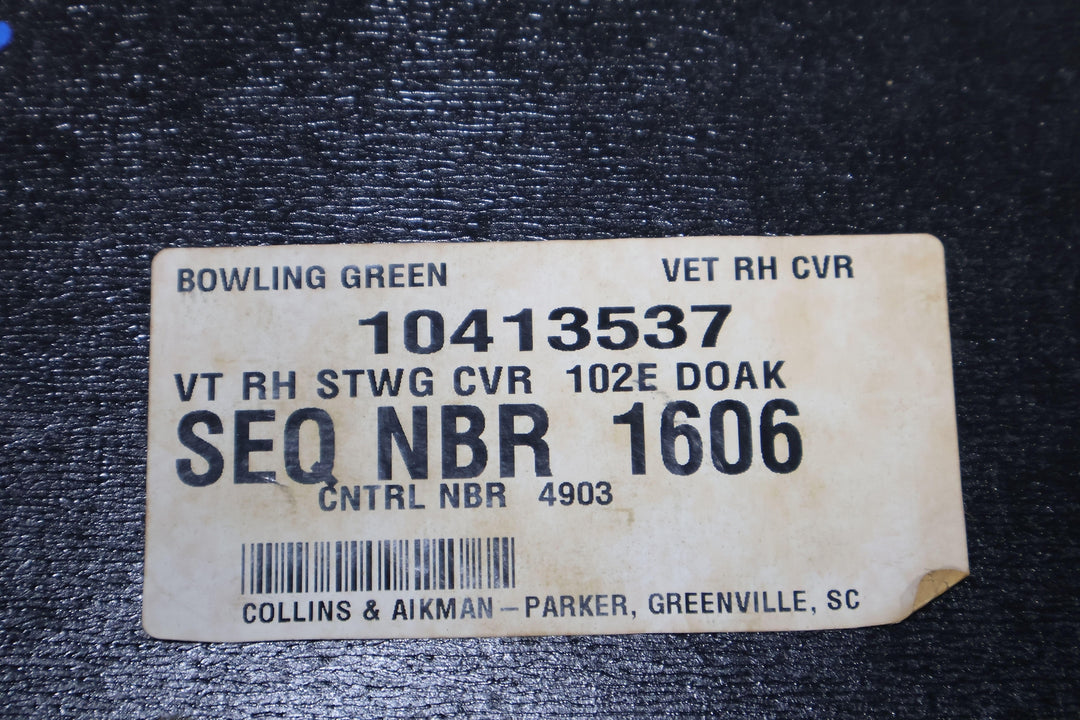 BOWLING GREEN VET RH CVR
10413537
VT RH STWG CVR 102E DOAK
SEQ NBR 1606
CNTRL NBR 4903
COLLINS & AIKMAN – PARKER, GREENVILLE, SC